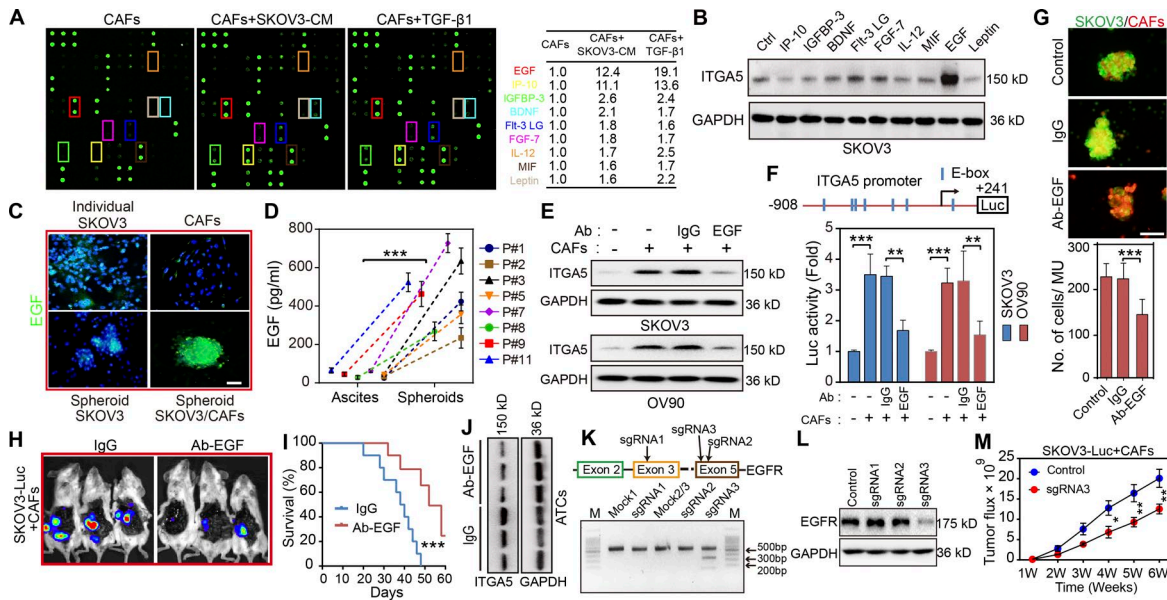 A
CAFs
CAFs+SKOV3-CM
CAFs+TGF-β1
CAFs CAFs+ SKOV3-CM CAFs+ TGF-β1
EGF 1.0 12.4 19.1
IP-10 1.0 11.1 13.6
IGFBP-3 1.0 2.6 2.4
BDNF 1.0 2.1 1.7
Flt-3 LG 1.0 1.8 1.6
FGF-7 1.0 1.8 1.7
IL-12 1.0 1.7 2.5
MIF 1.0 1.6 1.7
Leptin 1.0 1.6 2.2
B
Ctrl IP-10 IGFBP-3 BDNF Flt-3 LG FGF-7 IL-12 MIF EGF Leptin
ITGA5 150 kD
GAPDH 36 kD
SKOV3
C
Individual SKOV3
CAFs
EGF
Spheroid SKOV3
Spheroid SKOV3/CAFs
D
EGF (pg/ml)
800
600
400
200
0
***
Ascites Spheroids
P#1
P#2
P#3
P#5
P#7
P#8
P#9
P#11
E
Ab : - - IgG EGF
CAFs : - + + +
ITGA5 150 kD
GAPDH 36 kD
SKOV3
ITGA5 150 kD
GAPDH 36 kD
OV90
F
ITGA5 promoter
E-box
-908
+241
Luc
Luc activity (Fold)
5
4
3
2
1
0
*** ** *** **
SKOV3
OV90
Ab : - - IgG EGF - - IgG EGF
CAFs : - + + + - + + +
G
SKOV3/CAFs
Control
IgG
Ab-EGF
No. of cells/ MU
300
200
100
0
***
Control IgG Ab-EGF
H
IgG Ab-EGF
SKOV3-Luc +CAFs
I
Survival (%)
100
80
60
40
20
0
IgG
Ab-EGF
***
0 10 20 30 40 50 60
Days
J
150 kD 36 kD
Ab-EGF
IgG
ATCs
ITGA5 GAPDH
K
sgRNA1
sgRNA3
sgRNA2
Exon 2 Exon 3 Exon 5 EGFR
M Mock1 sgRNA1 Mock2/3 sgRNA2 sgRNA3 M
500bp
300bp
200bp
L
Control sgRNA1 sgRNA2 sgRNA3
EGFR 175 kD
GAPDH 36 kD
M
SKOV3-Luc+CAFs
Tumor flux × 10⁹
25
20
15
10
5
0
Control
sgRNA3
* ** **
1W 2W 3W 4W 5W 6W
Time (Weeks)